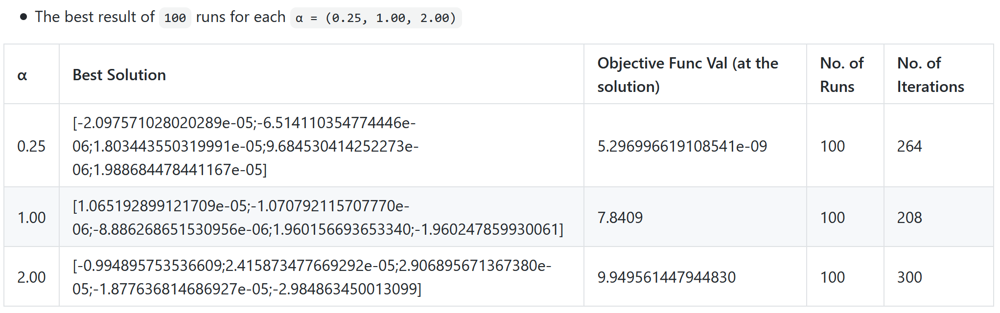 The best result of 100 runs for each α = (0.25, 1.00, 2.00)
α
Best Solution
Objective Func Val (at the
solution)
No. of
Runs
No. of
Iterations
0.25
[-2.097571028020289e-05;-6.514110354774446e-
06;1.803443550319991e-05;9.684530414252273e-
06;1.988684478441167e-05]
5.296996619108541e-09
100
264
1.00
[1.065192899121709e-05;-1.070792115707770e-
06;-8.886268651530956e-06;1.960156693653340;-1.960247859930061]
7.8409
100
208
2.00
[-0.994895753536609;2.415873477669292e-05;2.906895671367380e-
05;-1.877636814686927e-05;-2.984863450013099]
9.949561447944830
100
300